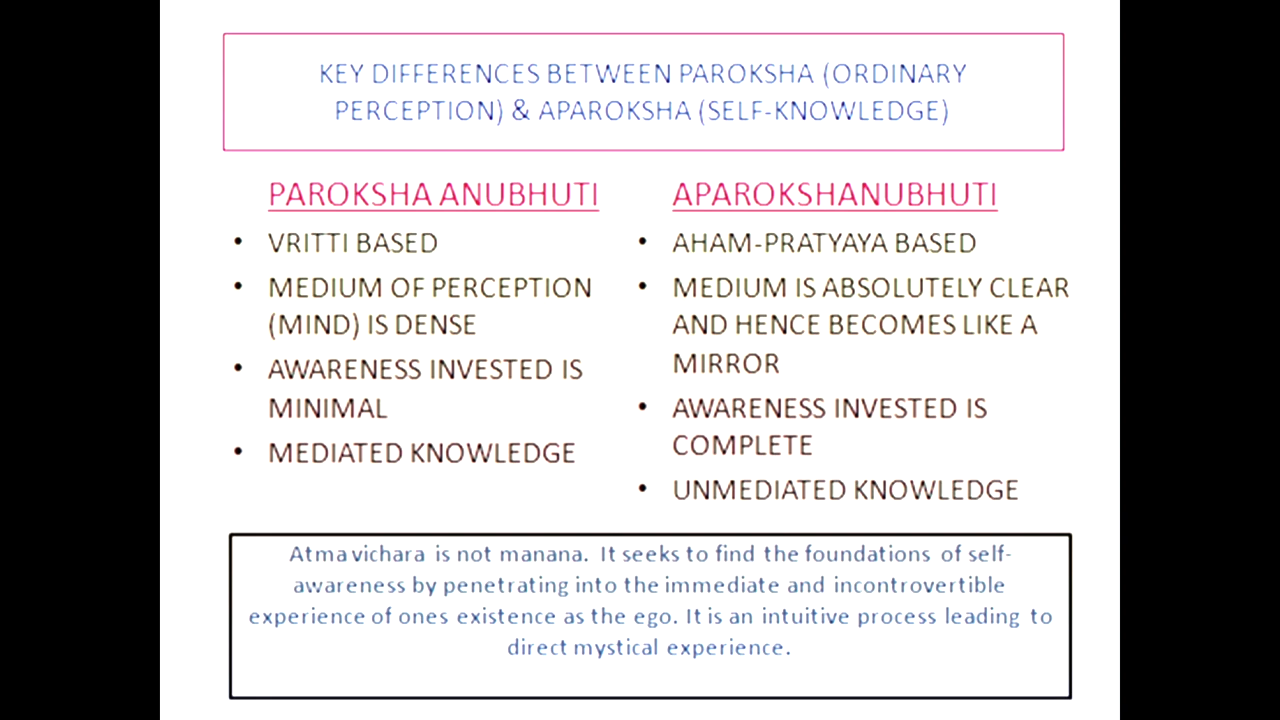 KEY DIFFERENCES BETWEEN PAROKSHA (ORDINARY
PERCEPTION) & APAROKSHA (SELF-KNOWLEDGE)
PAROKSHA ANUBHUTI
• VRITTI BASED
• MEDIUM OF PERCEPTION
(MIND) IS DENSE
• AWARENESS INVESTED IS
MINIMAL
• MEDIATED KNOWLEDGE
APAROKSHANUBHUTI
• AHAM-PRATYAYA BASED
• MEDIUM IS ABSOLUTELY CLEAR
AND HENCE BECOMES LIKE A
MIRROR
• AWARENESS INVESTED IS
COMPLETE
• UNMEDIATED KNOWLEDGE
Atma vichara is not manana. It seeks to find the foundations of self-
awareness by penetrating into the immediate and incontrovertible
experience of ones existence as the ego. It is an intuitive process leading to
direct mystical experience.